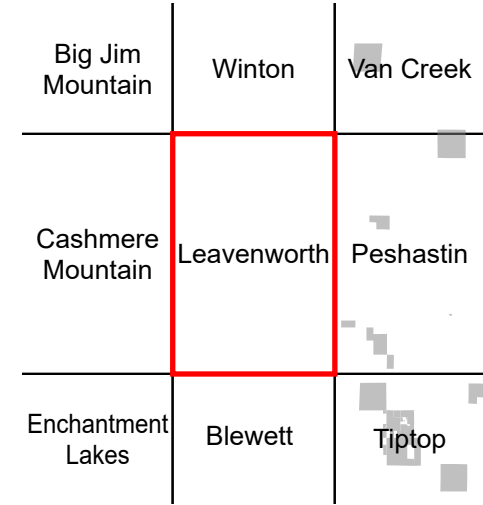 Big Jim
Mountain
Winton
Van Creek
Cashmere
Mountain
Leavenworth
Peshastin
Enchantment
Lakes
Blewett
Tiptop